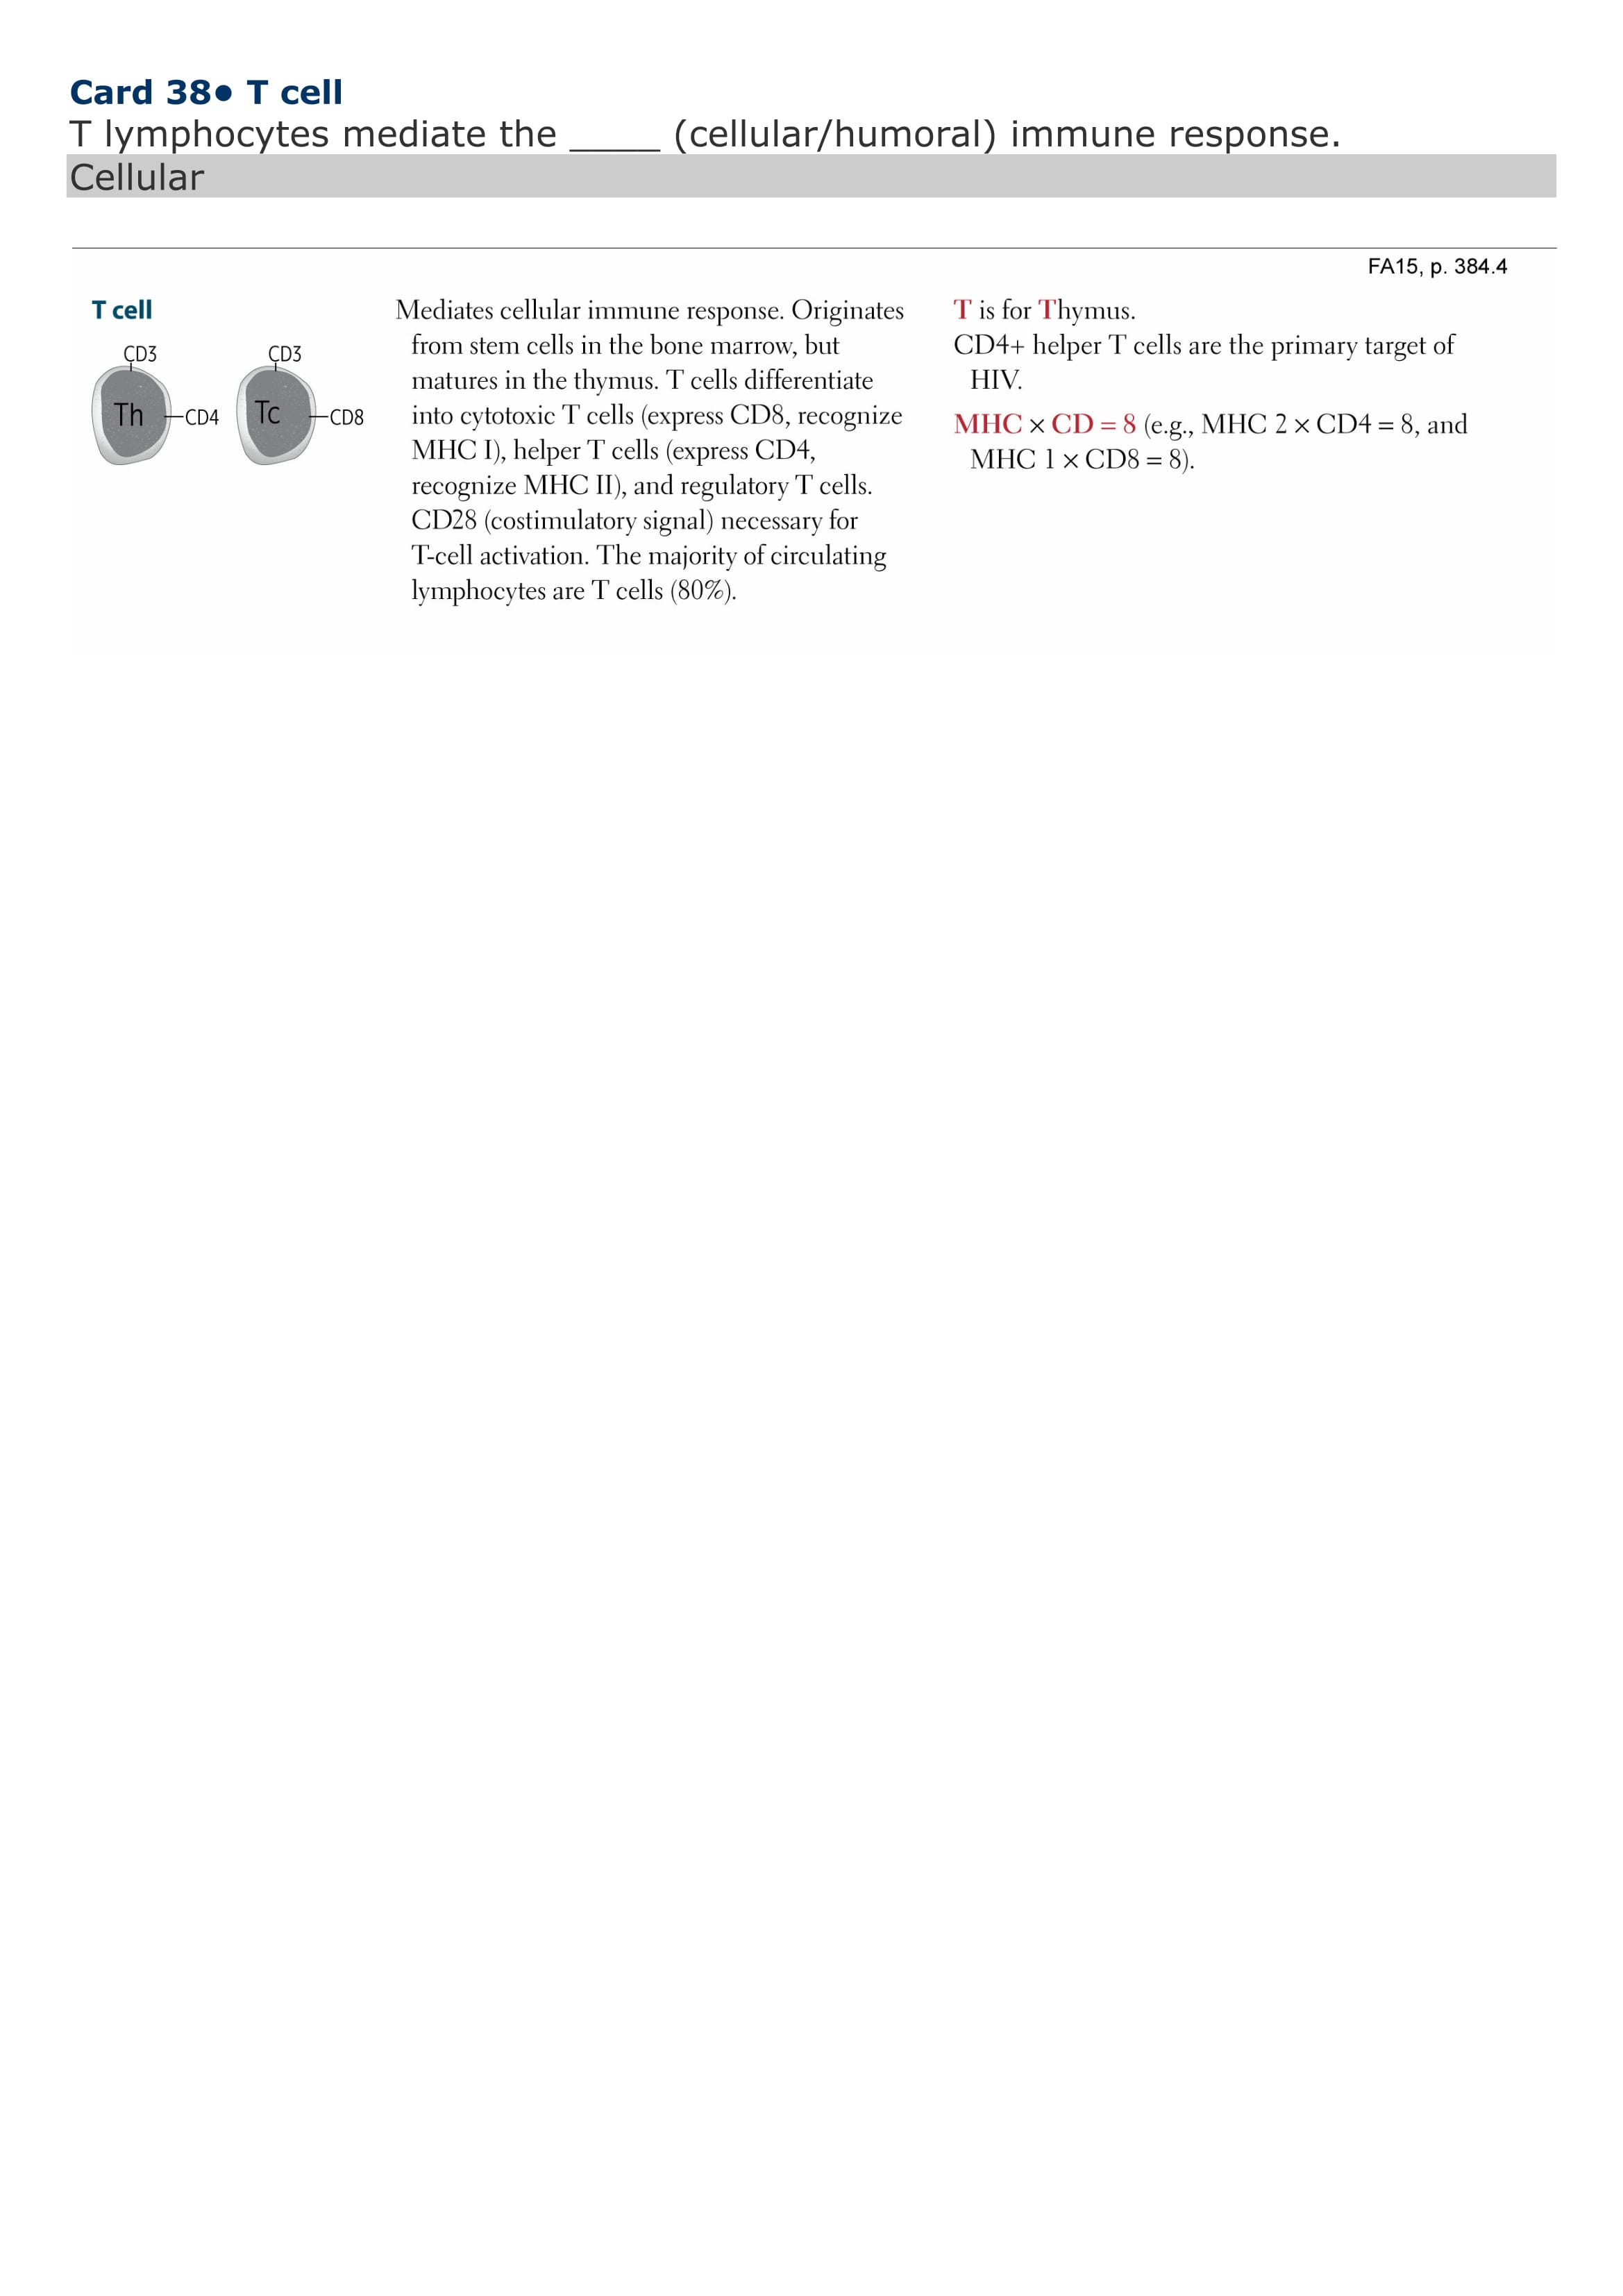 Card 38● T cell
T lymphocytes mediate the _____ (cellular/humoral) immune response.
Cellular
FA15, p. 384.4
T cell
CD3
CD3
Th
CD4
Tc
CD8
Mediates cellular immune response. Originates
from stem cells in the bone marrow, but
matures in the thymus. T cells differentiate
into cytotoxic T cells (express CD8, recognize
MHC I), helper T cells (express CD4,
recognize MHC II), and regulatory T cells.
CD28 (costimulatory signal) necessary for
T-cell activation. The majority of circulating
lymphocytes are T cells (80%).
T is for Thymus.
CD4+ helper T cells are the primary target of
HIV.
MHC × CD = 8 (e.g., MHC 2 × CD4 = 8, and
MHC 1 × CD8 = 8).